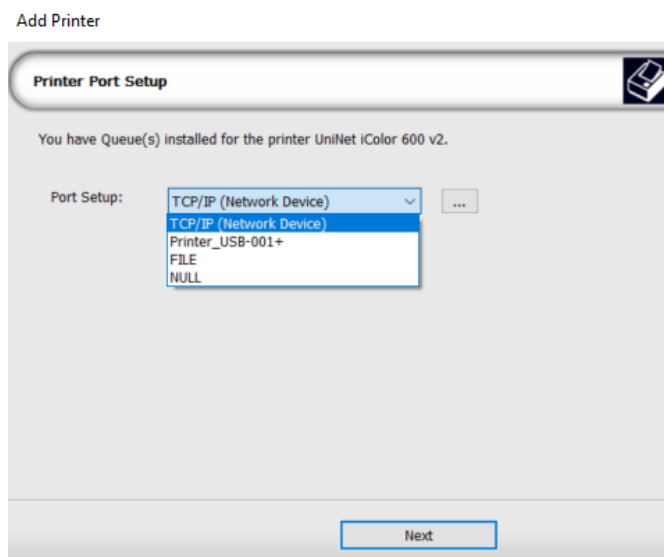 Add Printer
Printer Port Setup
You have Queue(s) installed for the printer UniNet iColor 600 v2.
Port Setup: TCP/IP (Network Device) ...
TCP/IP (Network Device)
Printer_USB-001+
FILE
NULL
Next